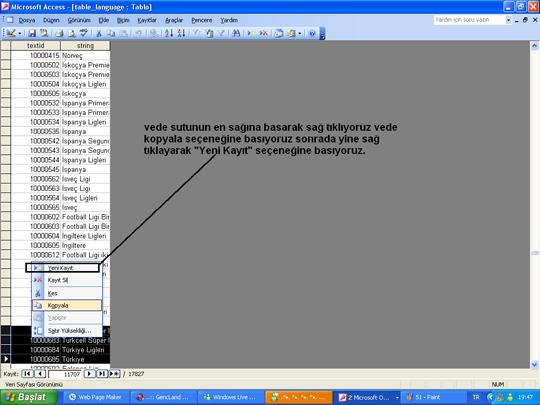 Microsoft Access - [table_language : Tablo]
Dosya Düzen Görünüm Ekle Biçim Kayıtlar Araçlar Pencere Yardım
Yardım için soru yazın
textid string
10000415 Norveç
10000502 İskoçya Premie
10000503 İskoçya Premie
10000504 İskoçya Ligleri
10000505 İskoçya
10000532 İspanya Premie
10000533 İspanya Primera
10000534 İspanya Ligleri
10000535 İspanya
10000542 İspanya Segund
10000543 İspanya Segund
10000544 İspanya Ligleri
10000545 İspanya
10000562 İsveç Ligi
10000563 İsveç Ligi
10000564 İsveç Ligleri
10000565 İsveç
10000602 Football Ligi Bir
10000603 Football Ligi Bir
10000604 İngiltere Ligleri
10000605 İngiltere
10000612 Football Ligi iki
vede sutunun en sağına basarak sağ tıklıyoruz vede
kopyala seçeneğine basıyoruz sonrada yine sağ
tıklayarak "Yeni Kayıt" seçeneğine basıyoruz.
Yeni Kayıt
Kayıt Sil
Kes
Kopyala
Yapıştır
Satır Yüksekliği...
10000683 Türkcell Süper l
10000684 Türkiye Ligleri
10000685 Türkiye
Kayıt: 11707 / 17827
Veri Sayfası Görünümü
NUM
Başlat
Web Page Maker
.:: GencLand ...
Windows Live ...
2 Microsoft O...
51 - Paint
TR
19:47